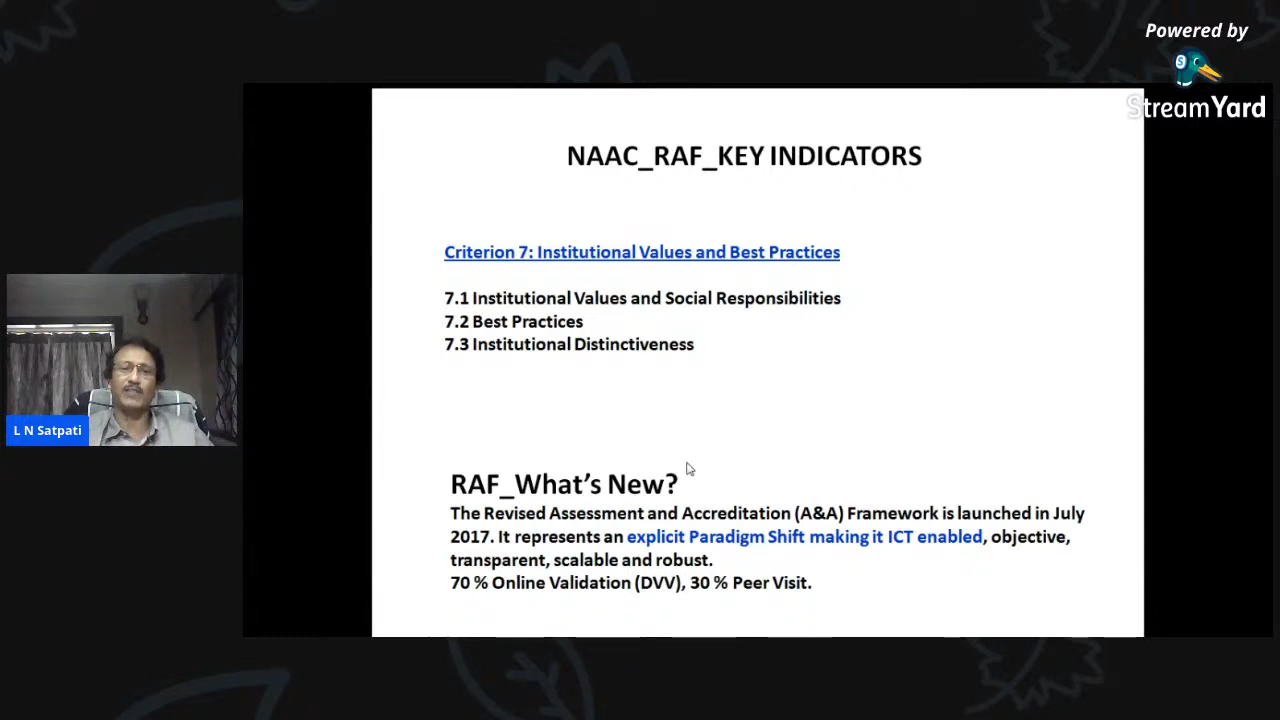 Powered by
StreamYard
NAAC_RAF_KEY INDICATORS
Criterion 7: Institutional Values and Best Practices
7.1 Institutional Values and Social Responsibilities
7.2 Best Practices
7.3 Institutional Distinctiveness
L N Satpati
RAF_What’s New?
The Revised Assessment and Accreditation (A&A) Framework is launched in July
2017. It represents an explicit Paradigm Shift making it ICT enabled, objective,
transparent, scalable and robust.
70 % Online Validation (DVV), 30 % Peer Visit.